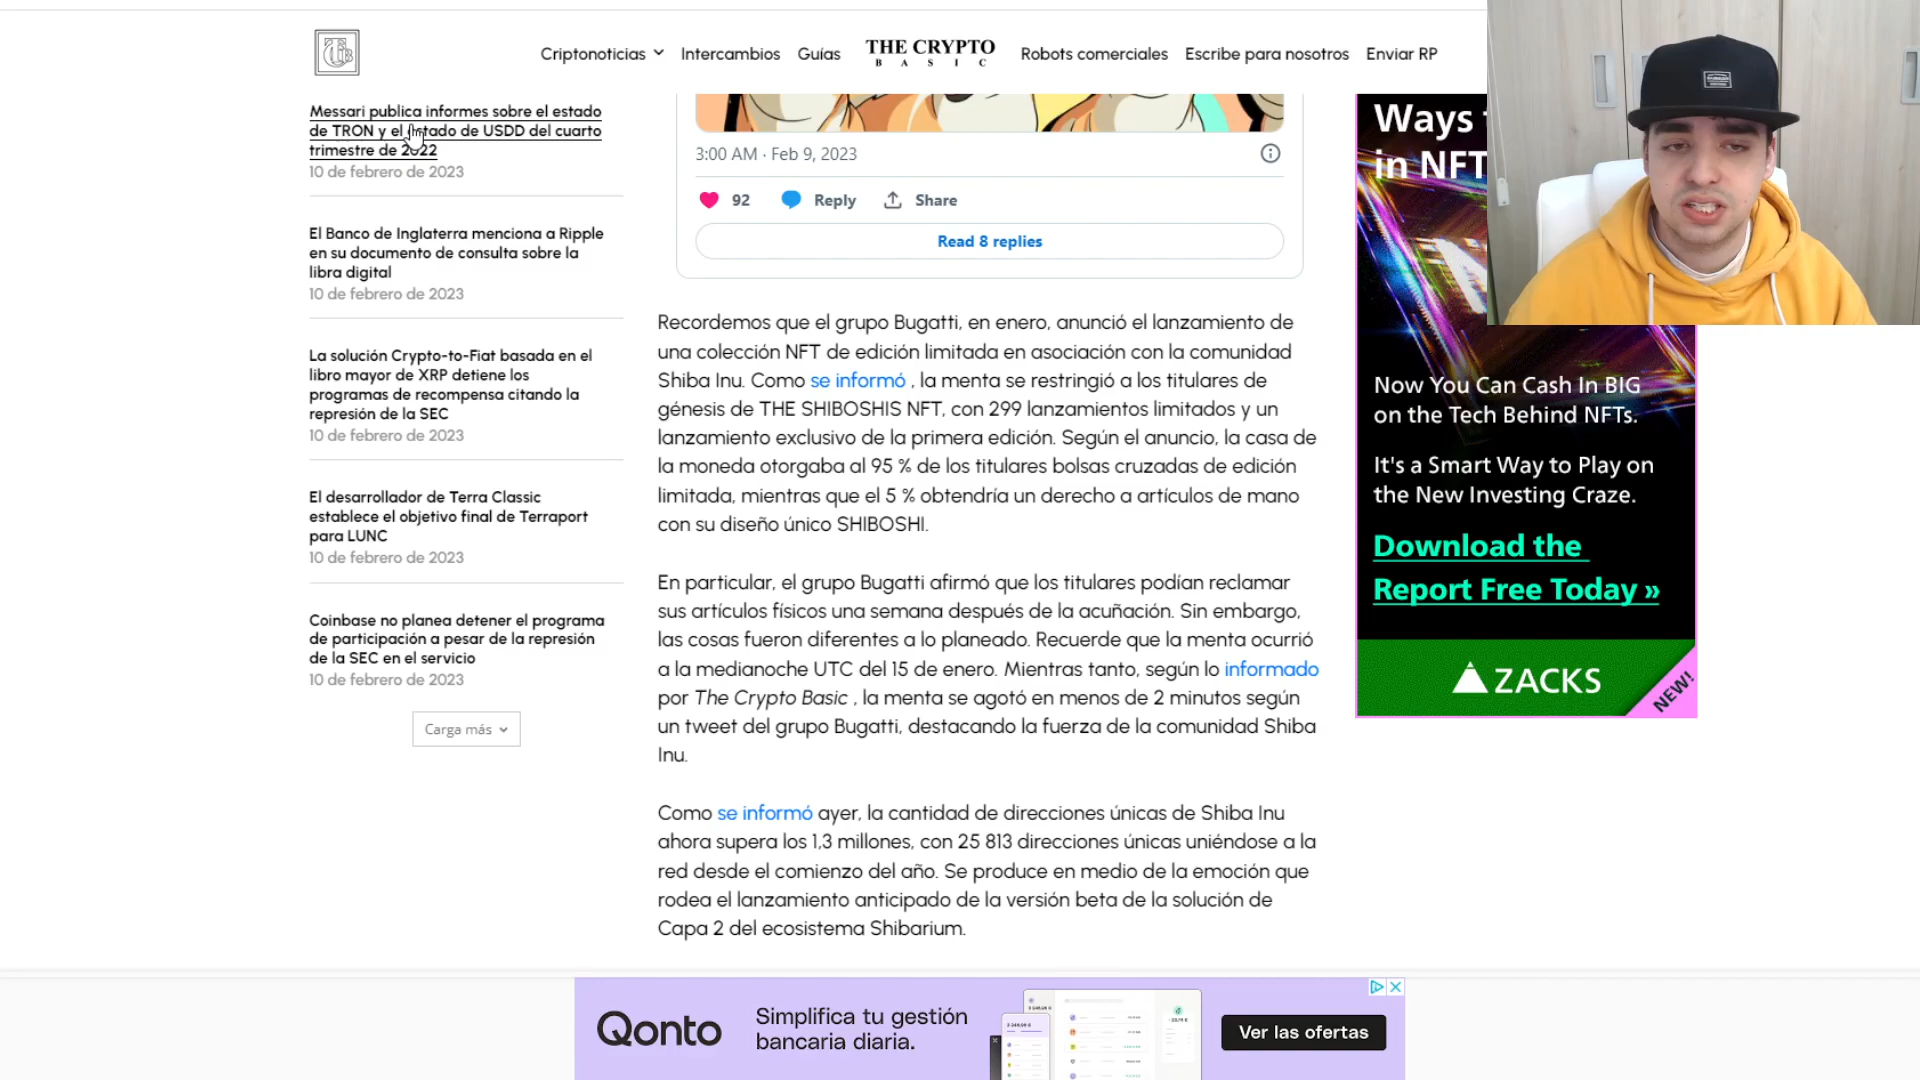 Criptonoticias
Intercambios
Guías
THE CRYPTO
BASIC
Robots comerciales
Escribe para nosotros
Enviar RP
Messari publica informes sobre el estado
de TRON y el estado de USDD del cuarto
trimestre de 2022
10 de febrero de 2023
El Banco de Inglaterra menciona a Ripple
en su documento de consulta sobre la
libra digital
10 de febrero de 2023
La solución Crypto-to-Fiat basada en el
libro mayor de XRP detiene los
programas de recompensa citando la
represión de la SEC
10 de febrero de 2023
El desarrollador de Terra Classic
establece el objetivo final de Terraport
para LUNC
10 de febrero de 2023
Coinbase no planea detener el programa
de participación a pesar de la represión
de la SEC en el servicio
10 de febrero de 2023
Carga más
3:00 AM · Feb 9, 2023
92
Reply
Share
Read 8 replies
Recordemos que el grupo Bugatti, en enero, anunció el lanzamiento de
una colección NFT de edición limitada en asociación con la comunidad
Shiba Inu. Como se informó , la menta se restringió a los titulares de
génesis de THE SHIBOSHIS NFT, con 299 lanzamientos limitados y un
lanzamiento exclusivo de la primera edición. Según el anuncio, la casa de
la moneda otorgaba al 95 % de los titulares bolsas cruzadas de edición
limitada, mientras que el 5 % obtendría un derecho a artículos de mano
con su diseño único SHIBOSHI.
En particular, el grupo Bugatti afirmó que los titulares podían reclamar
sus artículos físicos una semana después de la acuñación. Sin embargo,
las cosas fueron diferentes a lo planeado. Recuerde que la menta ocurrió
a la medianoche UTC del 15 de enero. Mientras tanto, según lo informado
por The Crypto Basic , la menta se agotó en menos de 2 minutos según
un tweet del grupo Bugatti, destacando la fuerza de la comunidad Shiba
Inu.
Como se informó ayer, la cantidad de direcciones únicas de Shiba Inu
ahora supera los 1,3 millones, con 25 813 direcciones únicas uniéndose a la
red desde el comienzo del año. Se produce en medio de la emoción que
rodea el lanzamiento anticipado de la versión beta de la solución de
Capa 2 del ecosistema Shibarium.
Ways
in NFT
Now You Can Cash In BIG
on the Tech Behind NFTs.
It's a Smart Way to Play on
the New Investing Craze.
Download the
Report Free Today »
ZACKS
NEW!
Qonto
Simplifica tu gestión
bancaria diaria.
Ver las ofertas